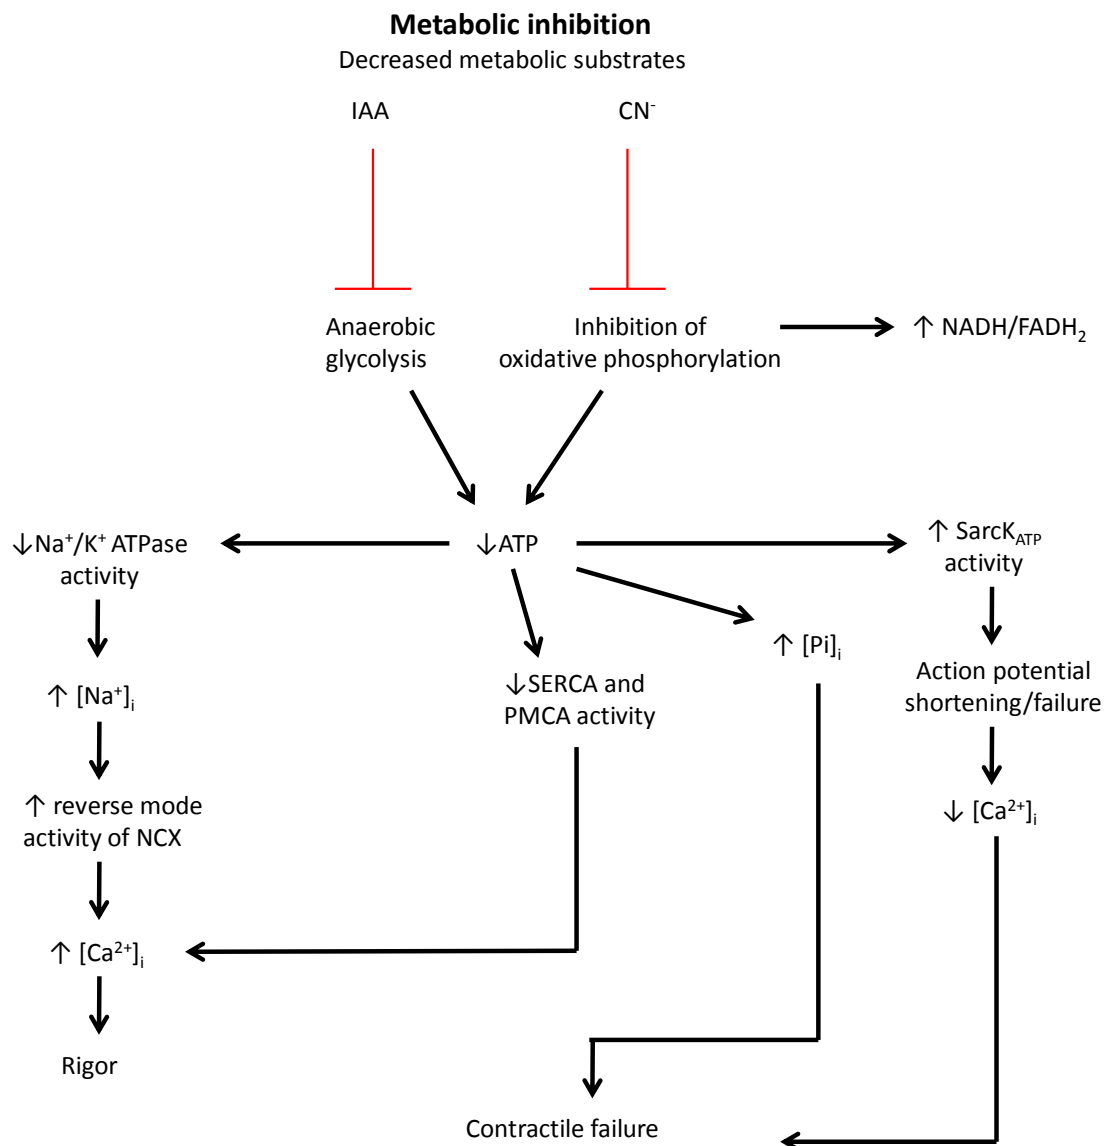 Metabolic inhibition
Decreased metabolic substrates
IAA
CN⁻
Anaerobic
glycolysis
Inhibition of
oxidative phosphorylation
↑ NADH/FADH₂
↓Na⁺/K⁺ ATPase
activity
↓ATP
↑ SarcK_ATP
activity
↑ [Na⁺]ᵢ
↓SERCA and
PMCA activity
↑ [Pi]ᵢ
Action potential
shortening/failure
↑ reverse mode
activity of NCX
↓ [Ca²⁺]ᵢ
↑ [Ca²⁺]ᵢ
Rigor
Contractile failure